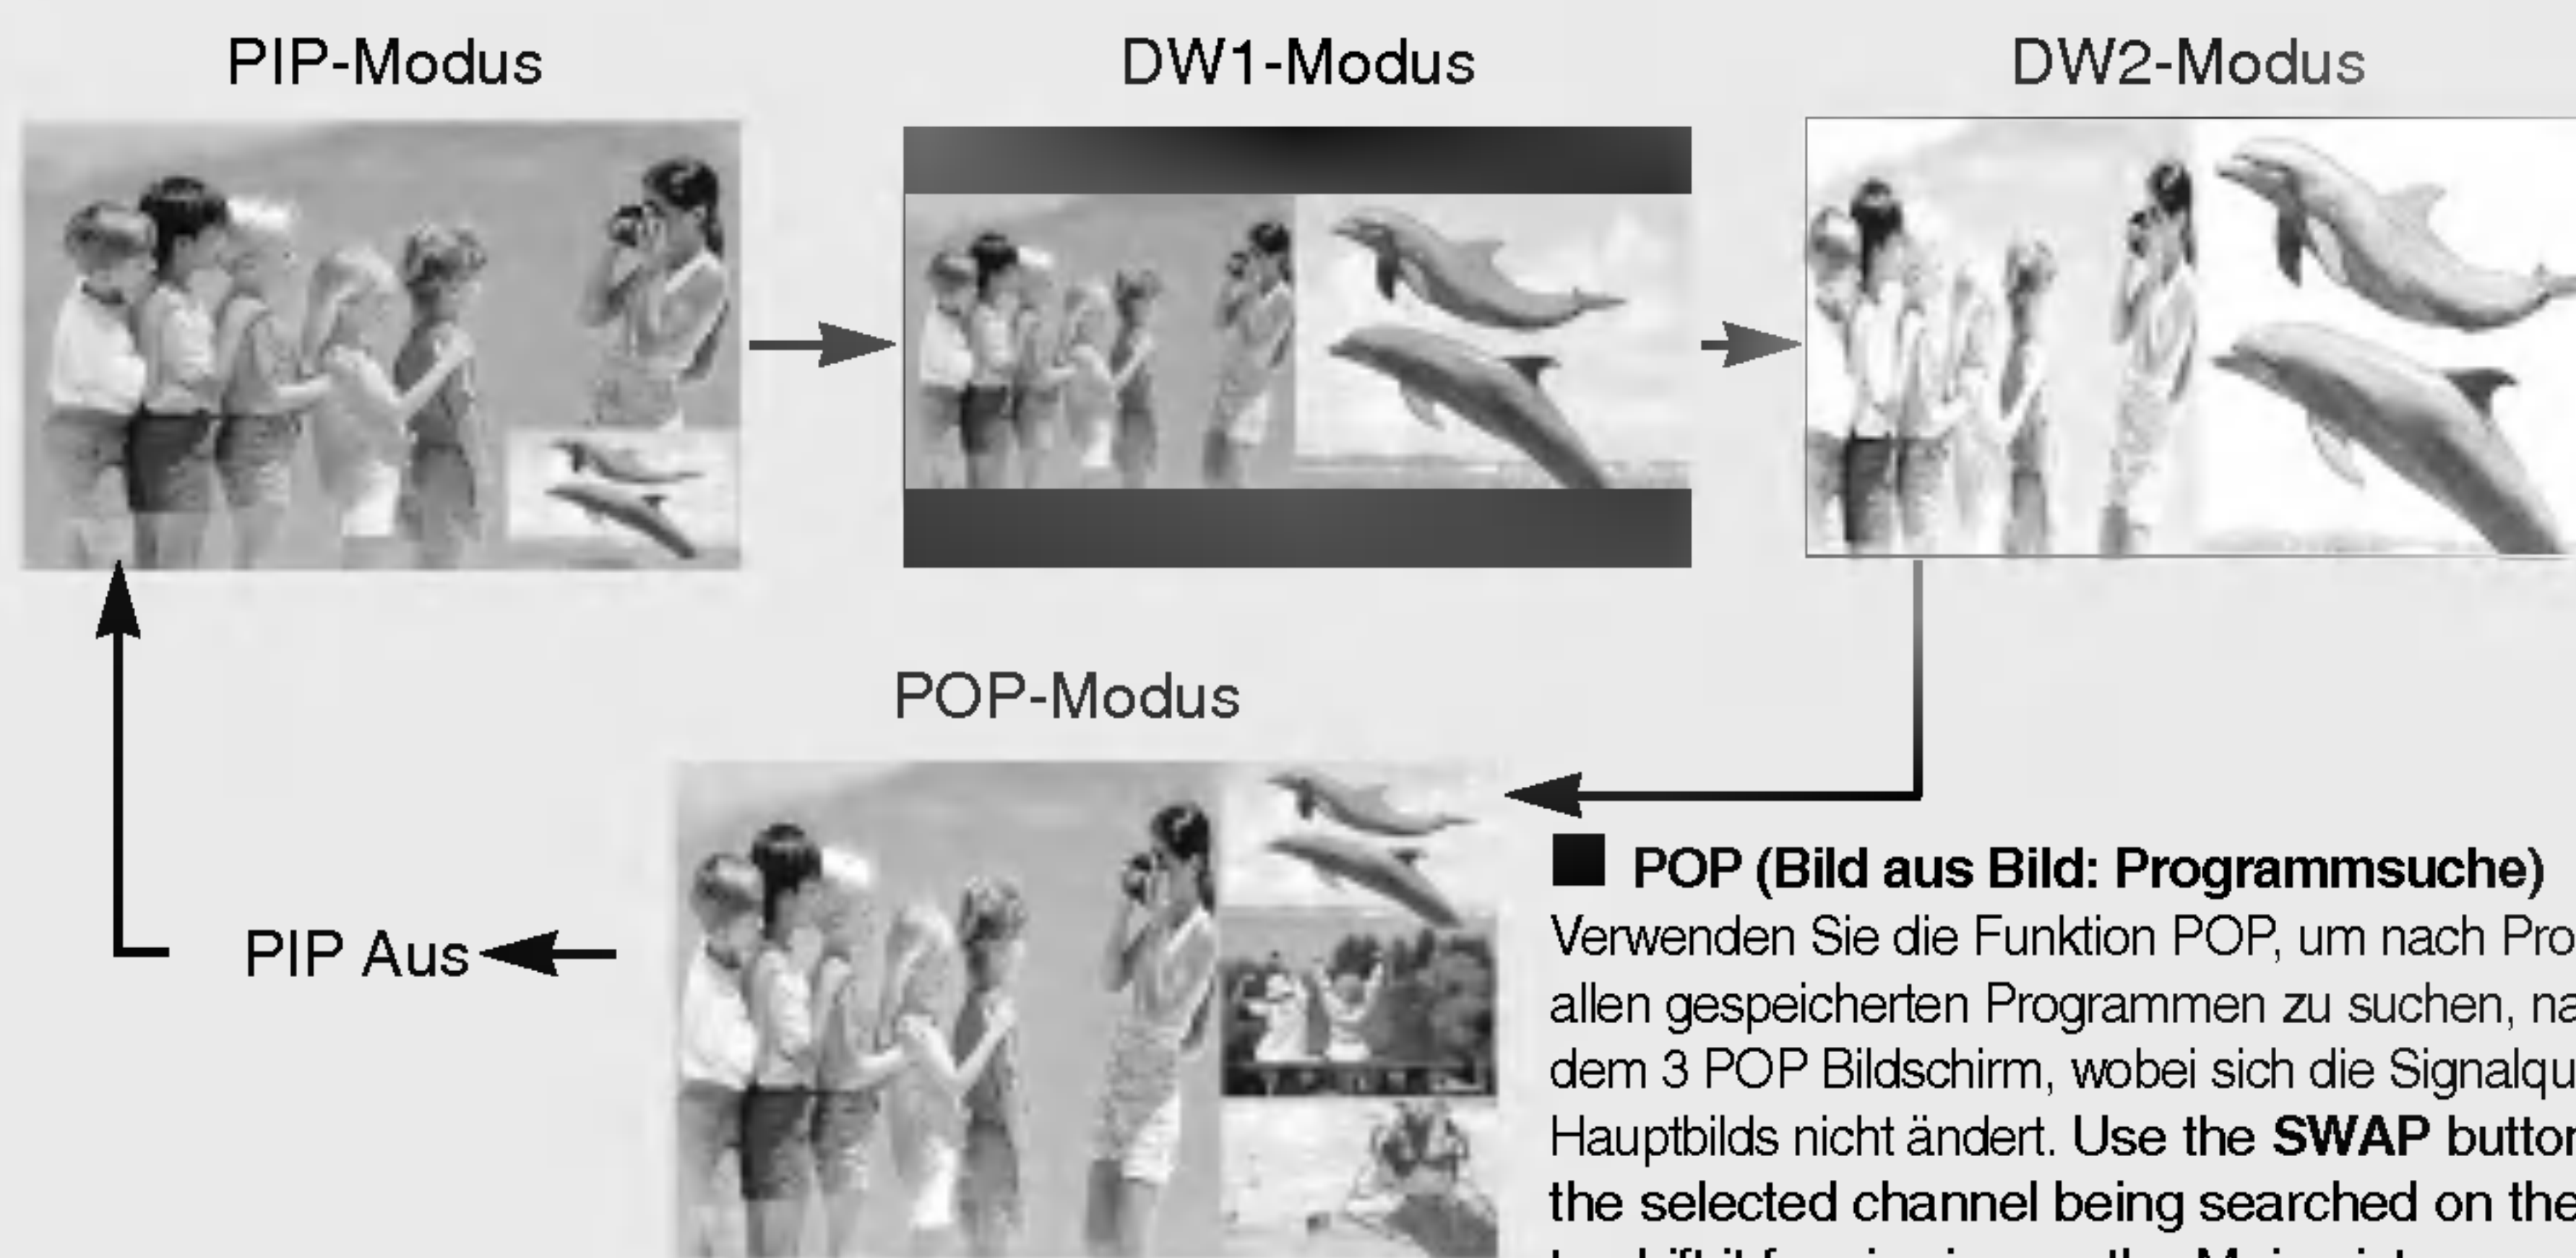 PIP-Modus
DW1-Modus
DW2-Modus
POP-Modus
PIP Aus
■ POP (Bild aus Bild: Programmsuche)
Verwenden Sie die Funktion POP, um nach Pro
allen gespeicherten Programmen zu suchen, na
dem 3 POP Bildschirm, wobei sich die Signalqu
Hauptbilds nicht ändert. Use the SWAP button
the selected channel being searched on the